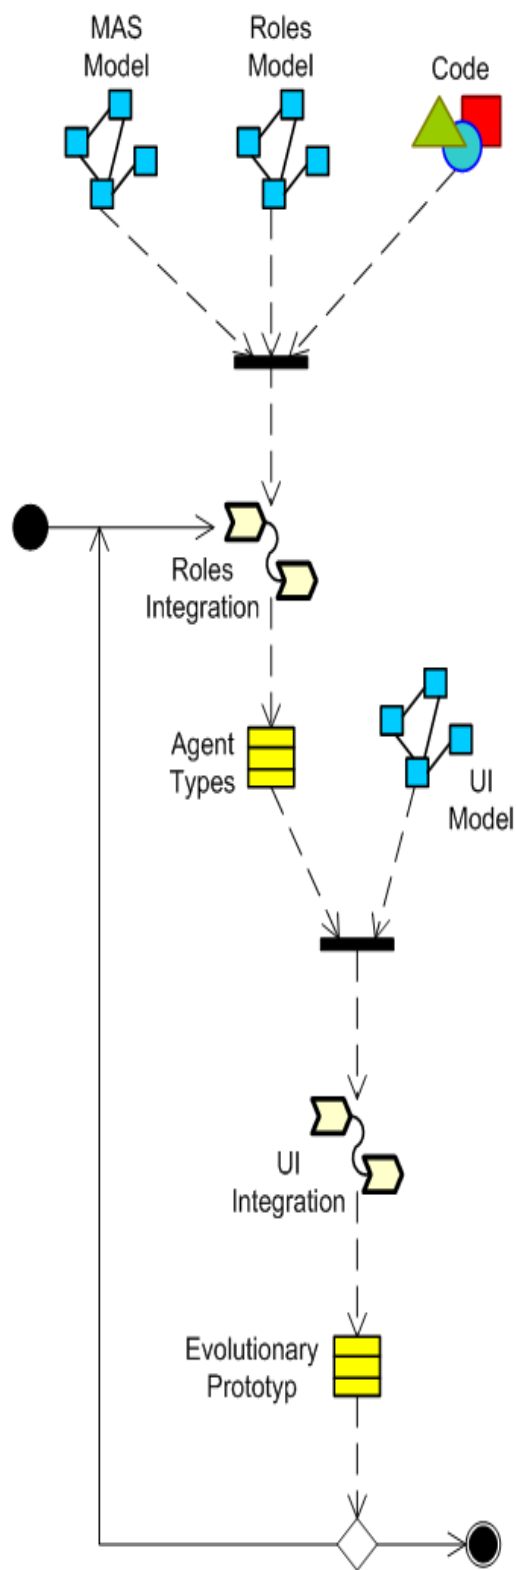 MAS
Model
Roles
Model
Code
Roles
Integration
Agent
Types
UI
Model
UI
Integration
Evolutionary
Prototyp